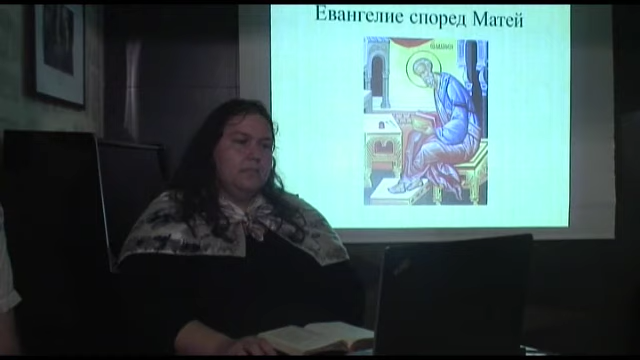 Евангелие според Матей